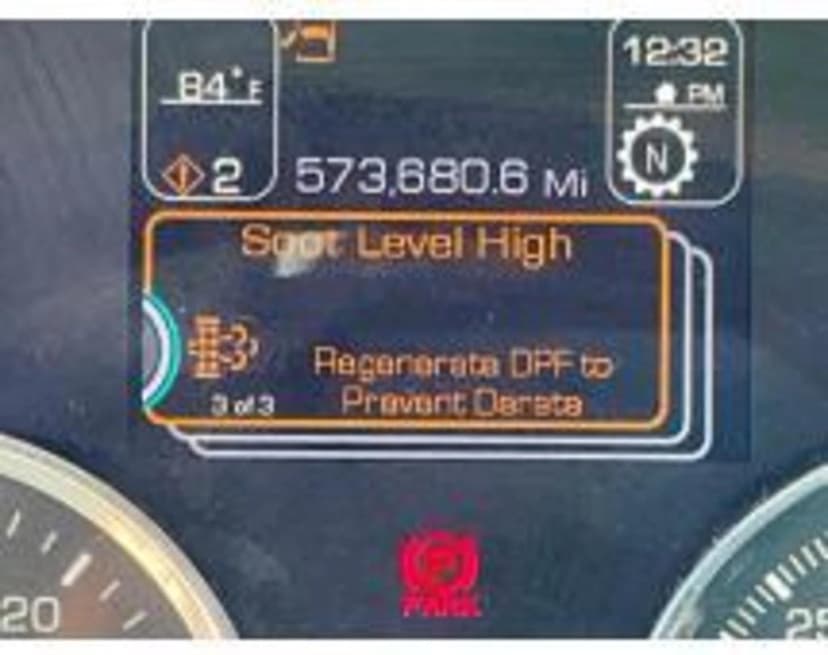 84°F
12:32
PM
2
573,680.6 Mi
N
Soot Level High
Regenerate DPF to
3 of 3
Prevent Derate
P
PARK
20
25